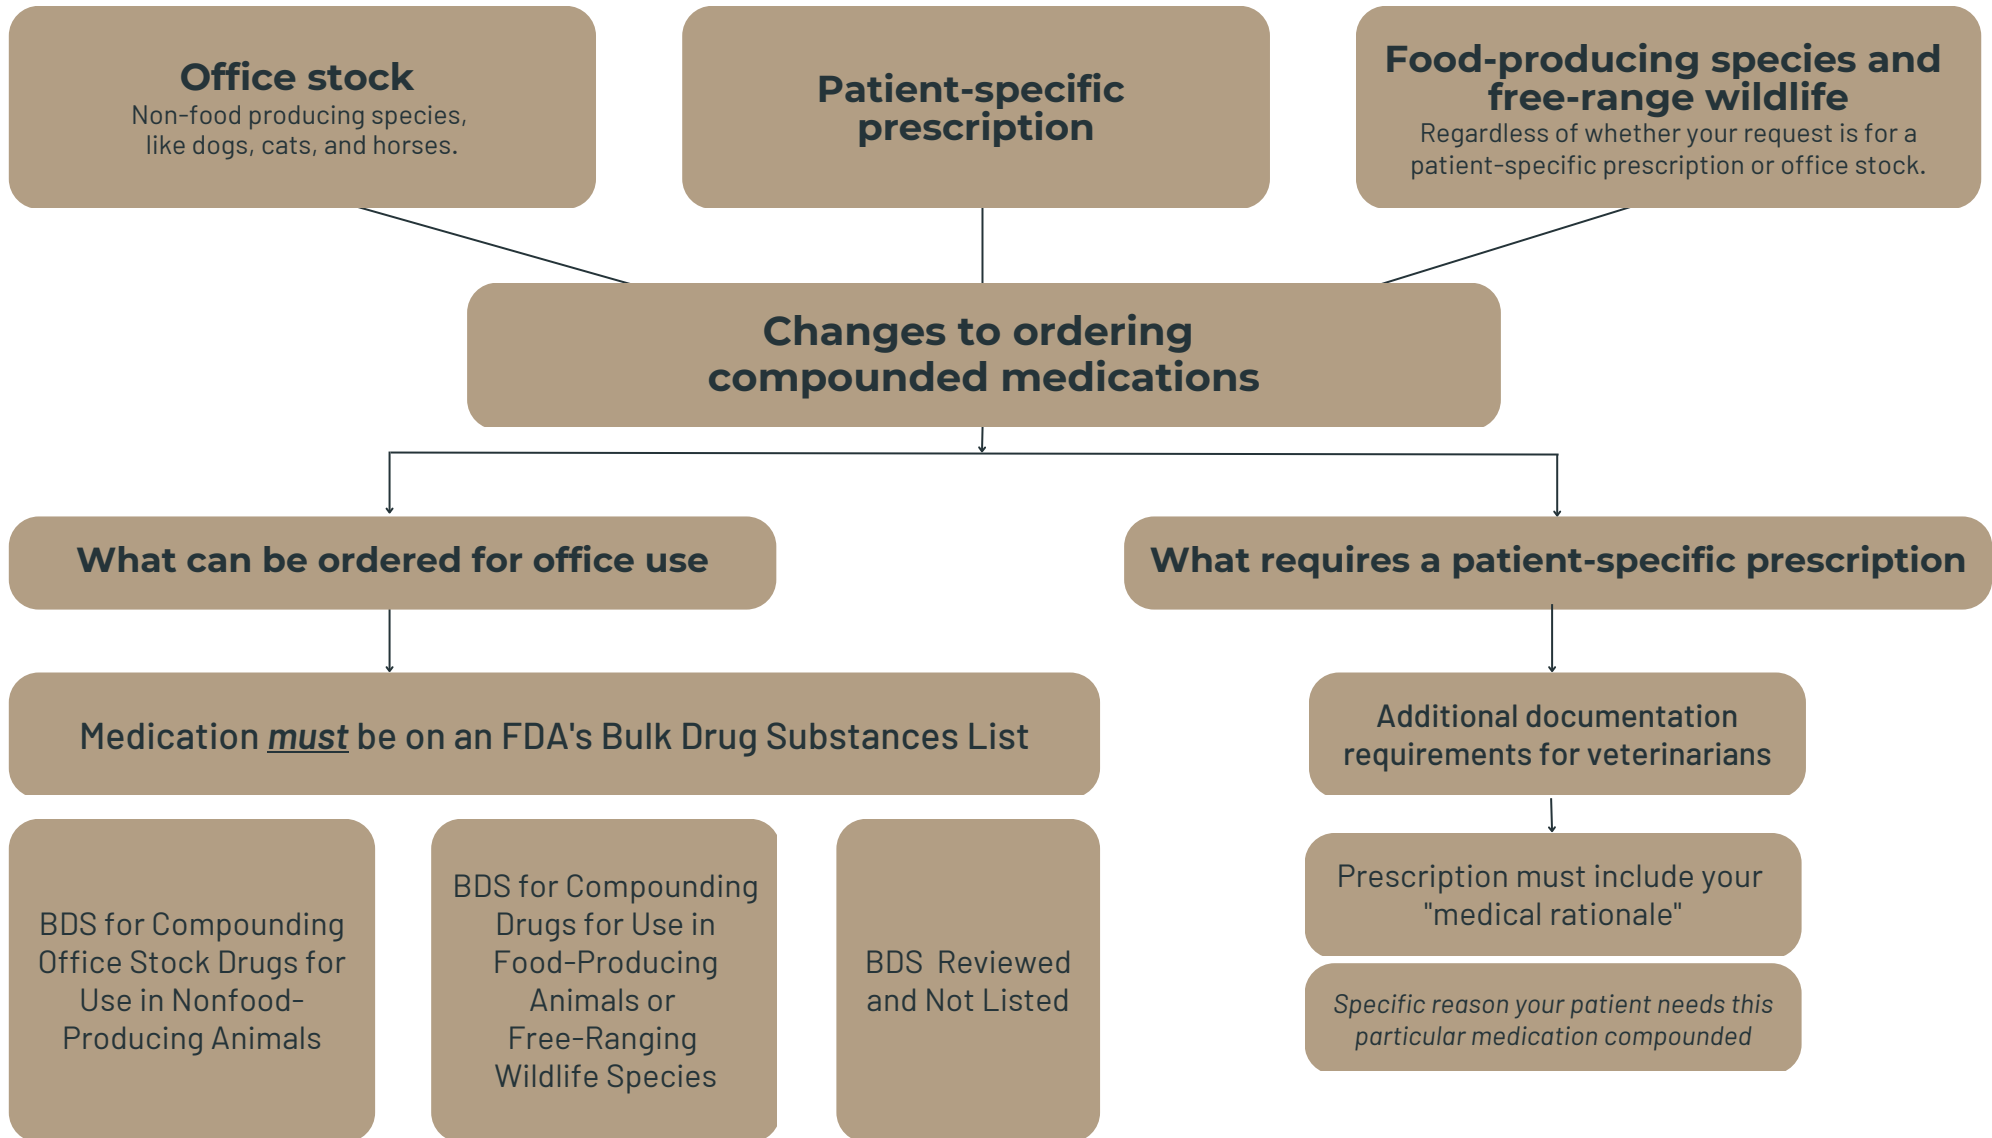 Office stock
Non-food producing species,
like dogs, cats, and horses.
Patient-specific
prescription
Food-producing species and
free-range wildlife
Regardless of whether your request is for a
patient-specific prescription or office stock.
Changes to ordering
compounded medications
What can be ordered for office use
What requires a patient-specific prescription
Medication must be on an FDA's Bulk Drug Substances List
Additional documentation
requirements for veterinarians
BDS for Compounding
Office Stock Drugs for
Use in Nonfood-
Producing Animals
BDS for Compounding
Drugs for Use in
Food-Producing
Animals or
Free-Ranging
Wildlife Species
BDS Reviewed
and Not Listed
Prescription must include your
"medical rationale"
Specific reason your patient needs this
particular medication compounded